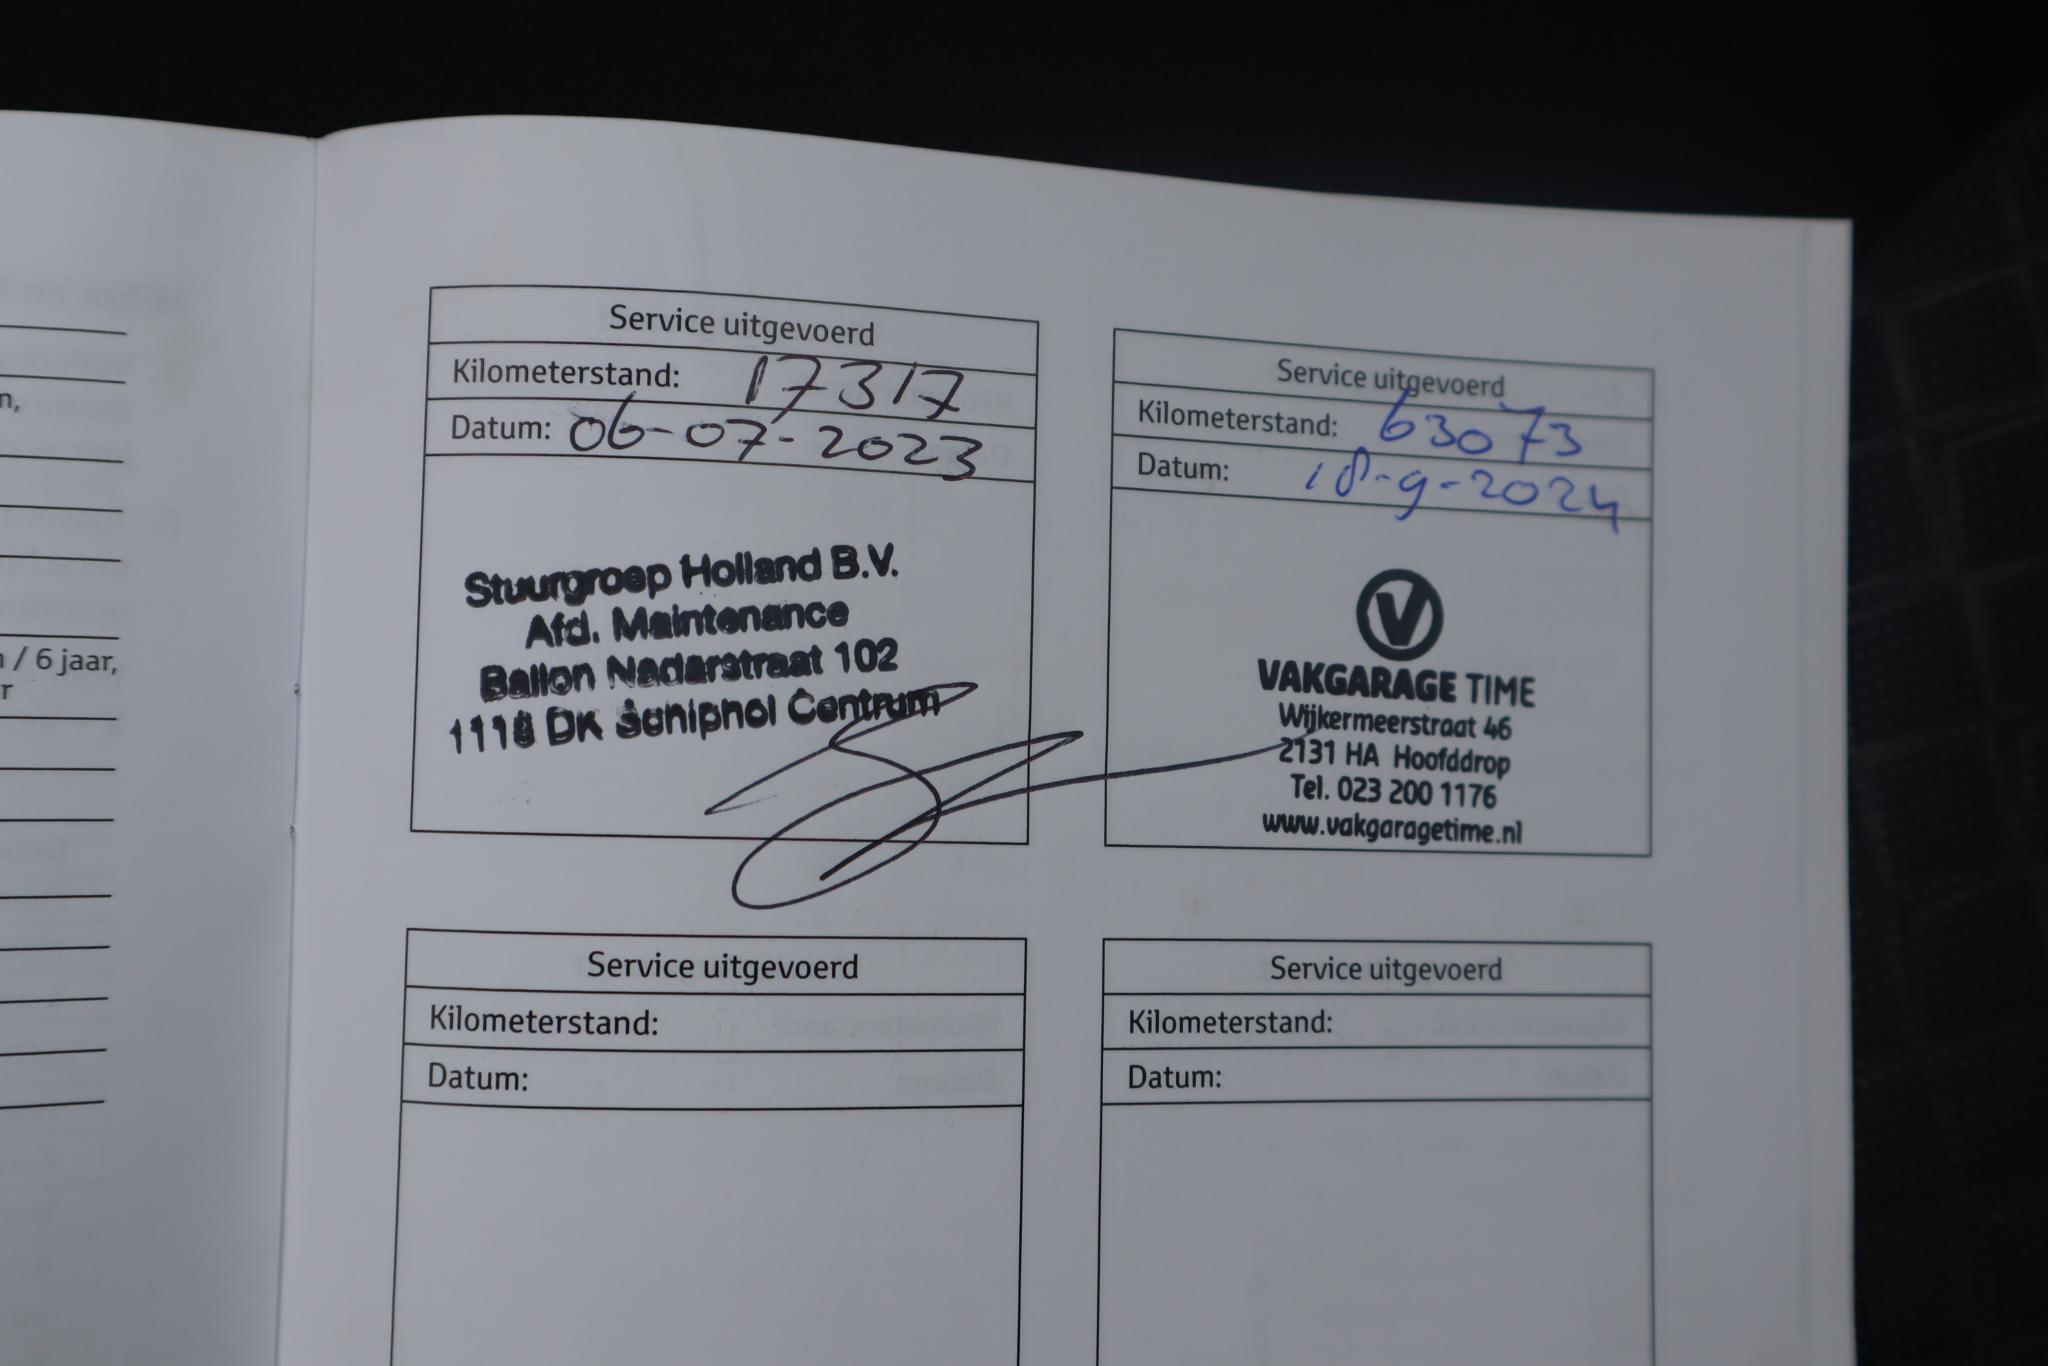 n,
/ 6 jaar,
r
Service uitgevoerd
Kilometerstand: 17317
Datum: 06-07-2023
Stuurgroep Holland B.V.
Afd. Maintenance
Ballon Nadarstraat 102
1118 DK Schiphol Centrum
Service uitgevoerd
Kilometerstand: 63073
Datum: 18-9-2024
V
VAKGARAGE TIME
Wijkermeerstraat 46
2131 HA Hoofddrop
Tel. 023 200 1176
www.vakgaragetime.nl
Service uitgevoerd
Kilometerstand:
Datum:
Service uitgevoerd
Kilometerstand:
Datum: